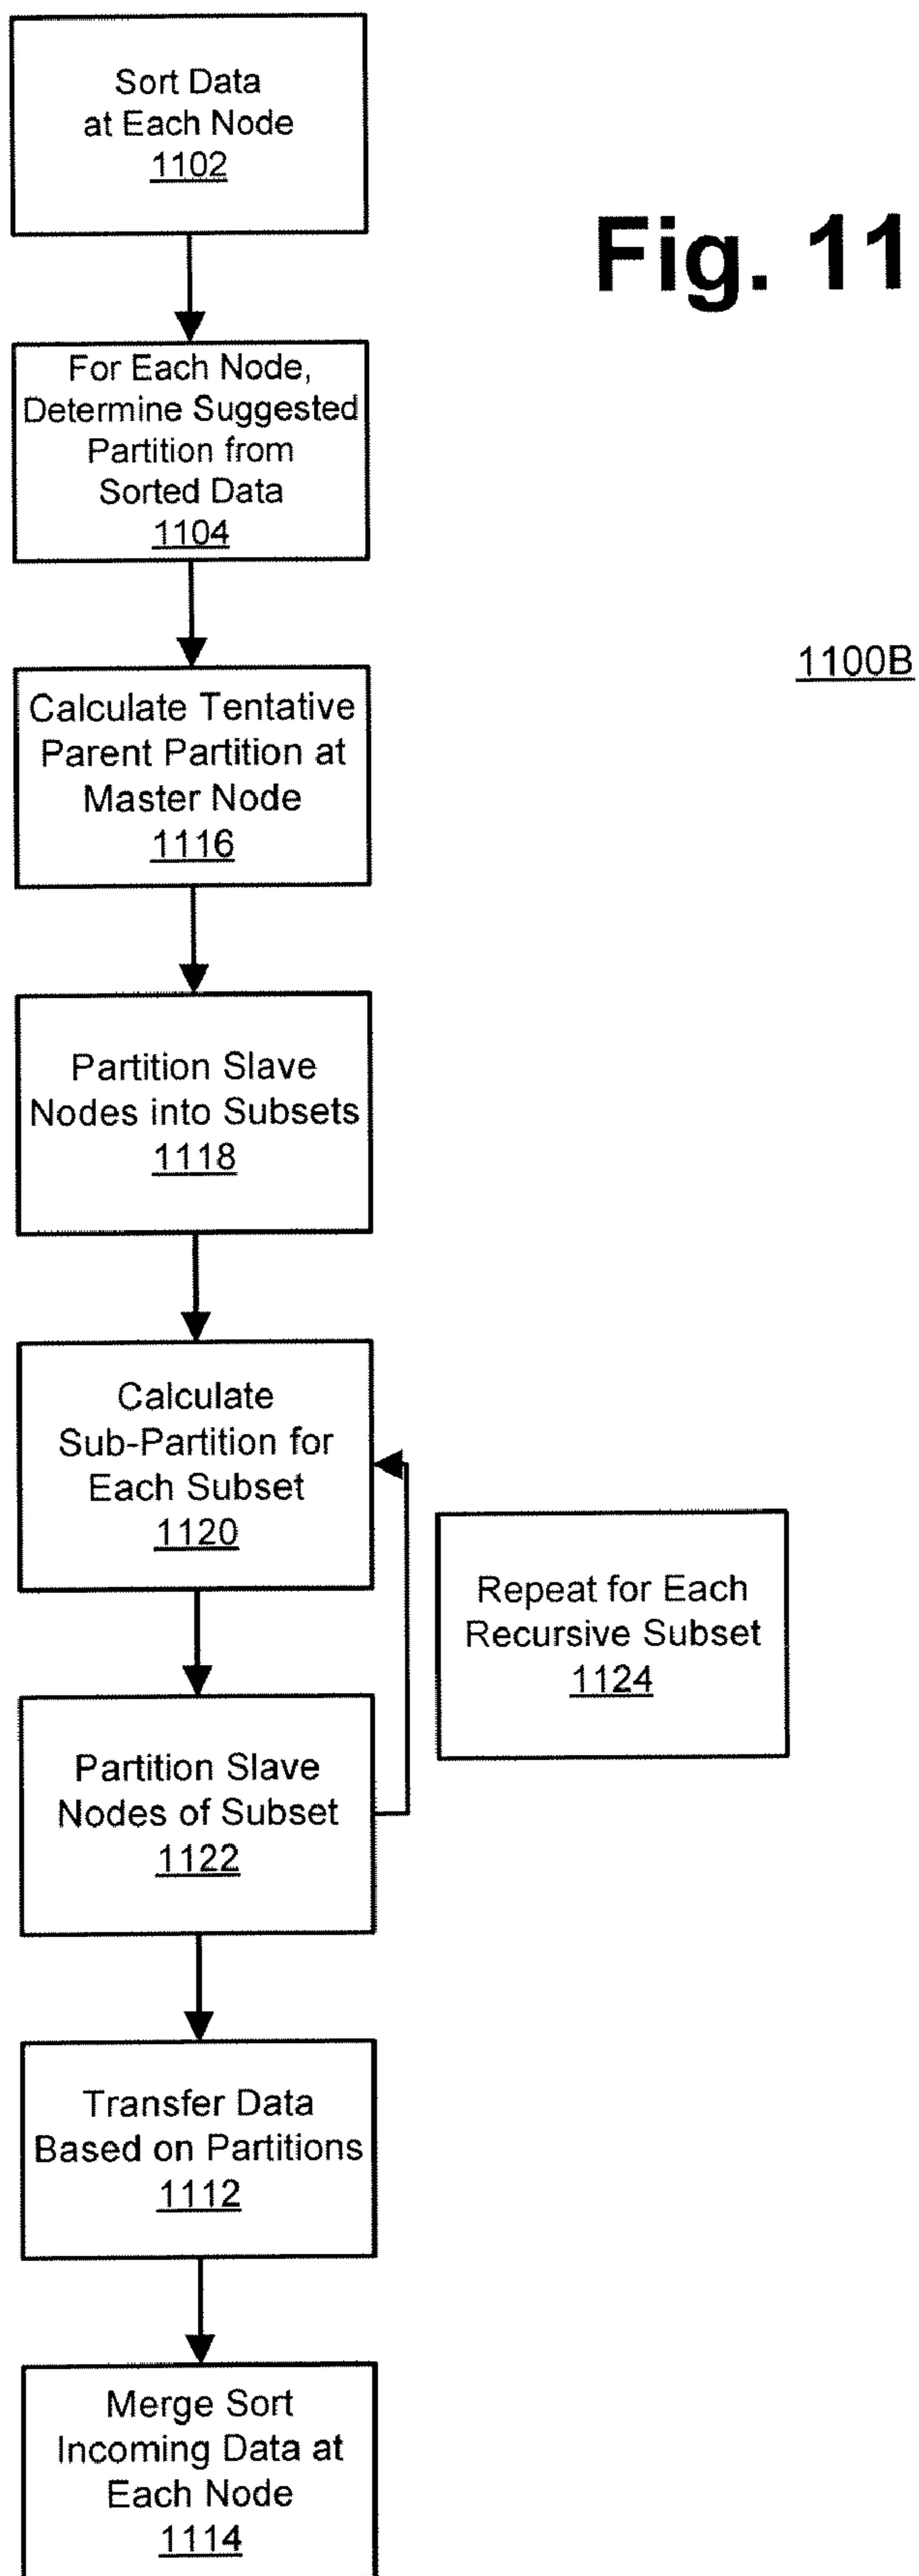 Sort Data
at Each Node
1102
Fig. 11
For Each Node,
Determine Suggested
Partition from
Sorted Data
1104
1100B
Calculate Tentative
Parent Partition at
Master Node
1116
Partition Slave
Nodes into Subsets
1118
Calculate
Sub-Partition for
Each Subset
1120
Repeat for Each
Recursive Subset
1124
Partition Slave
Nodes of Subset
1122
Transfer Data
Based on Partitions
1112
Merge Sort
Incoming Data at
Each Node
1114